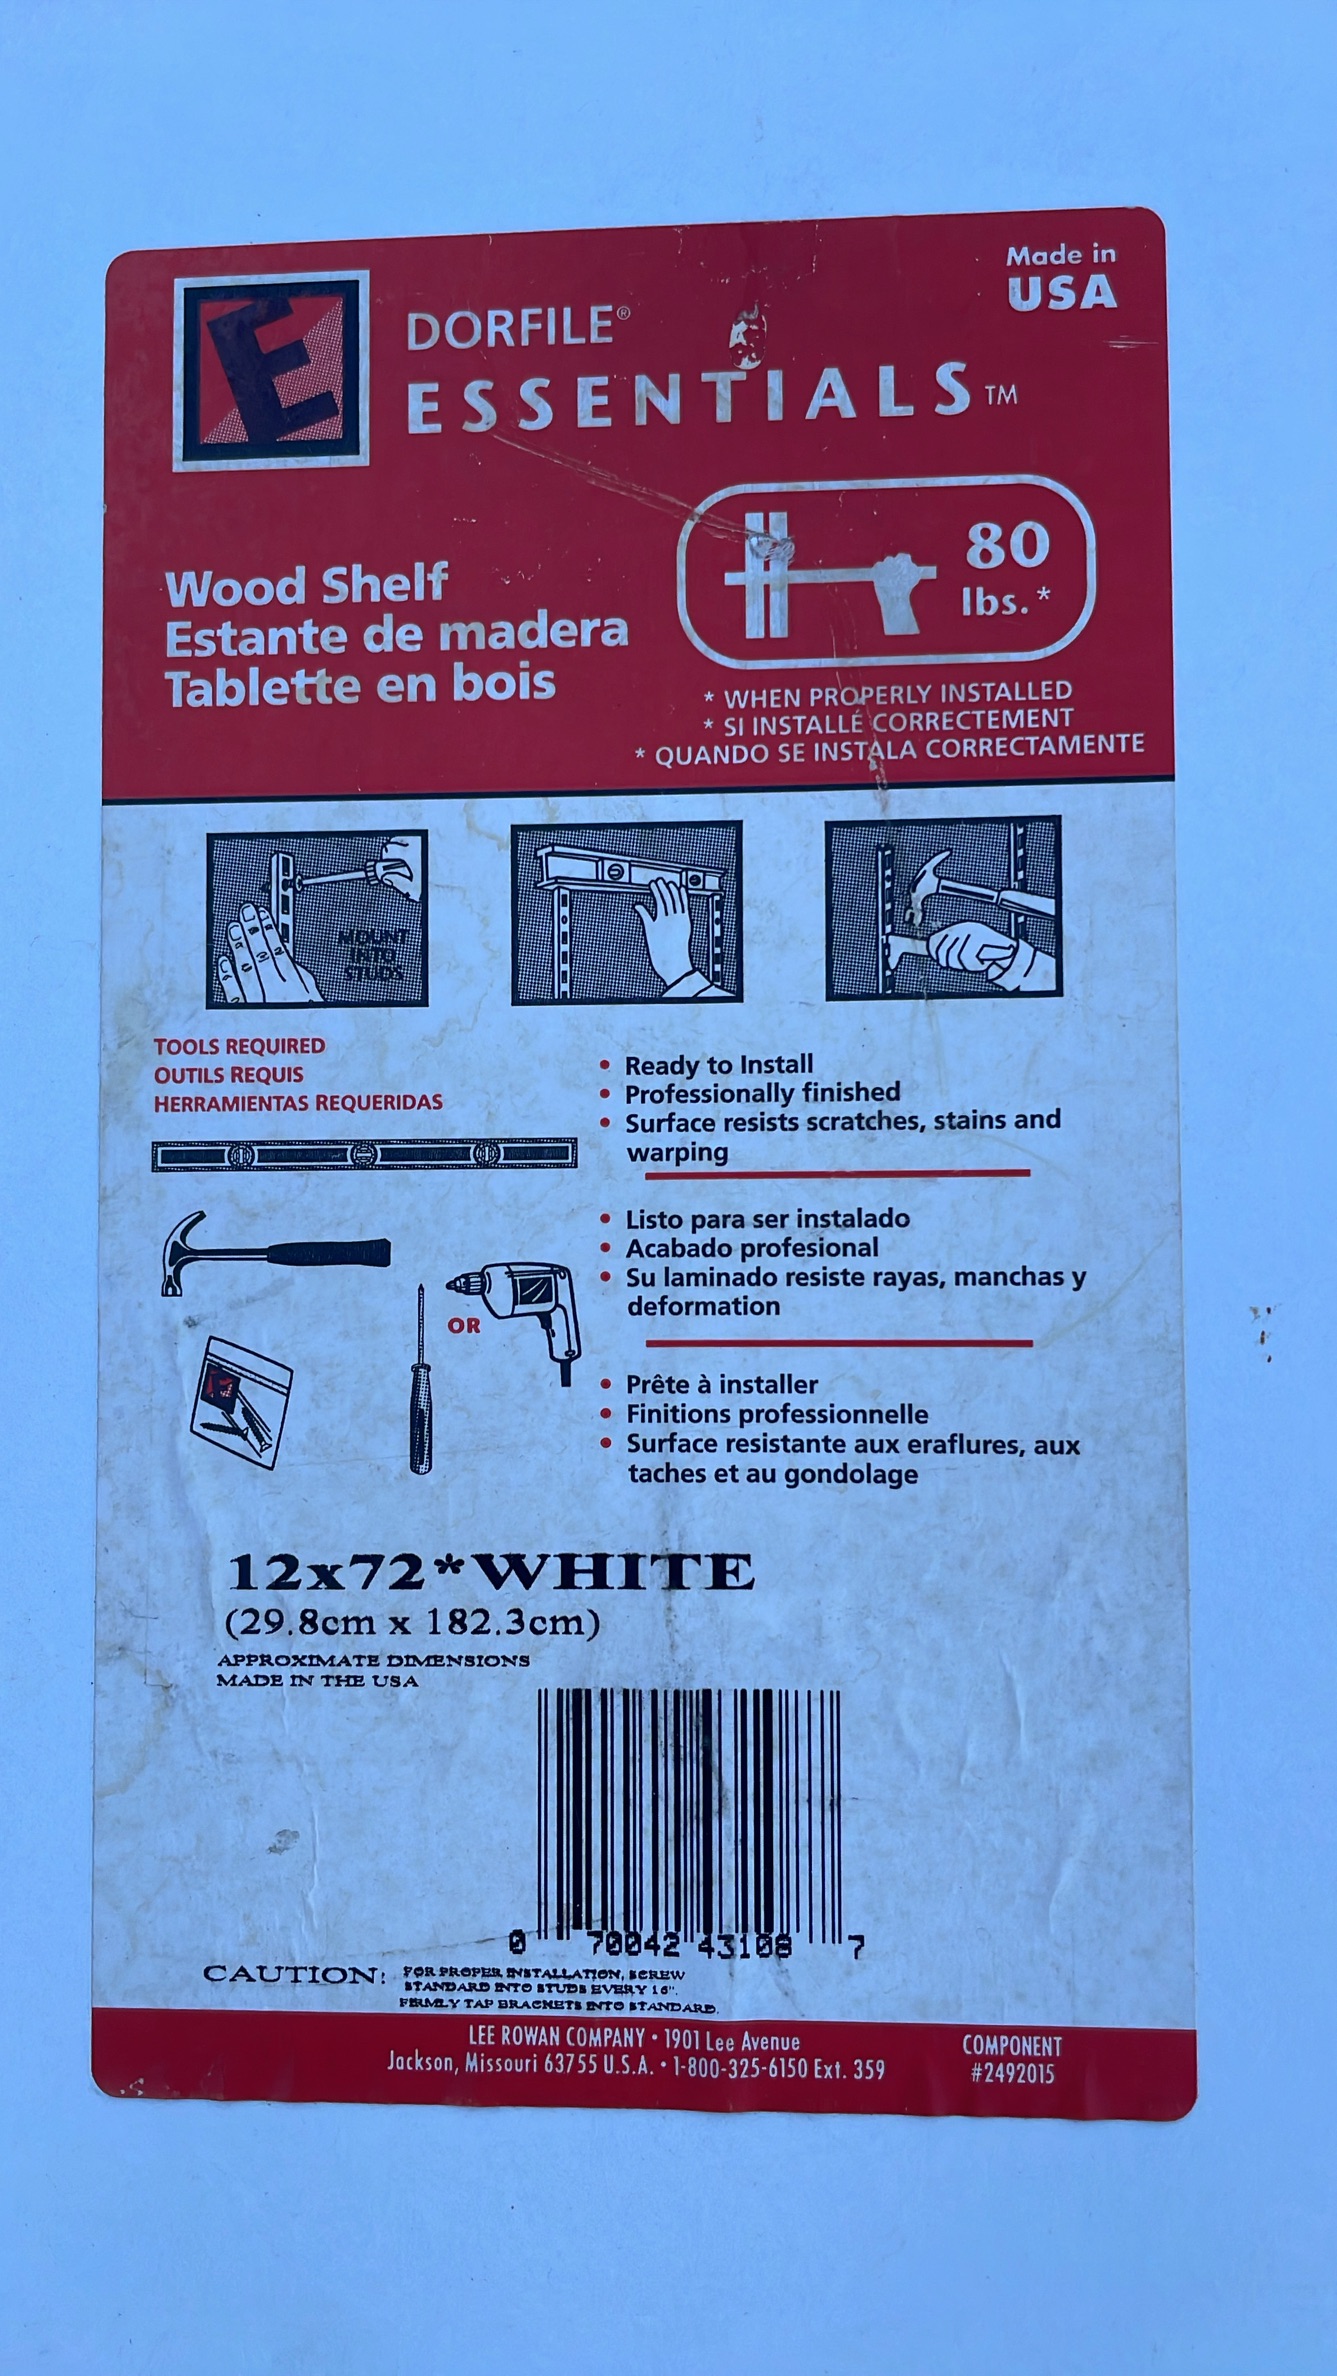 Made in
USA
DORFILE®
ESSENTIALS™
80
lbs.*
Wood Shelf
Estante de madera
Tablette en bois
* WHEN PROPERLY INSTALLED
* SI INSTALLÉ CORRECTEMENT
* QUANDO SE INSTALA CORRECTAMENTE
MOUNT
INTO
STUDS
TOOLS REQUIRED
OUTILS REQUIS
HERRAMIENTAS REQUERIDAS
OR
• Ready to Install
• Professionally finished
• Surface resists scratches, stains and
warping
• Listo para ser instalado
• Acabado profesional
• Su laminado resiste rayas, manchas y
deformation
• Prête à installer
• Finitions professionnelle
• Surface resistante aux eraflures, aux
taches et au gondolage
12x72*WHITE
(29.8cm x 182.3cm)
APPROXIMATE DIMENSIONS
MADE IN THE USA
0 70042 43108 7
CAUTION: FOR PROPER INSTALLATION, SCREW
STANDARD INTO STUDS EVERY 16".
FIRMLY TAP BRACKETS INTO STANDARD.
LEE ROWAN COMPANY • 1901 Lee Avenue
Jackson, Missouri 63755 U.S.A. • 1-800-325-6150 Ext. 359
COMPONENT
#2492015